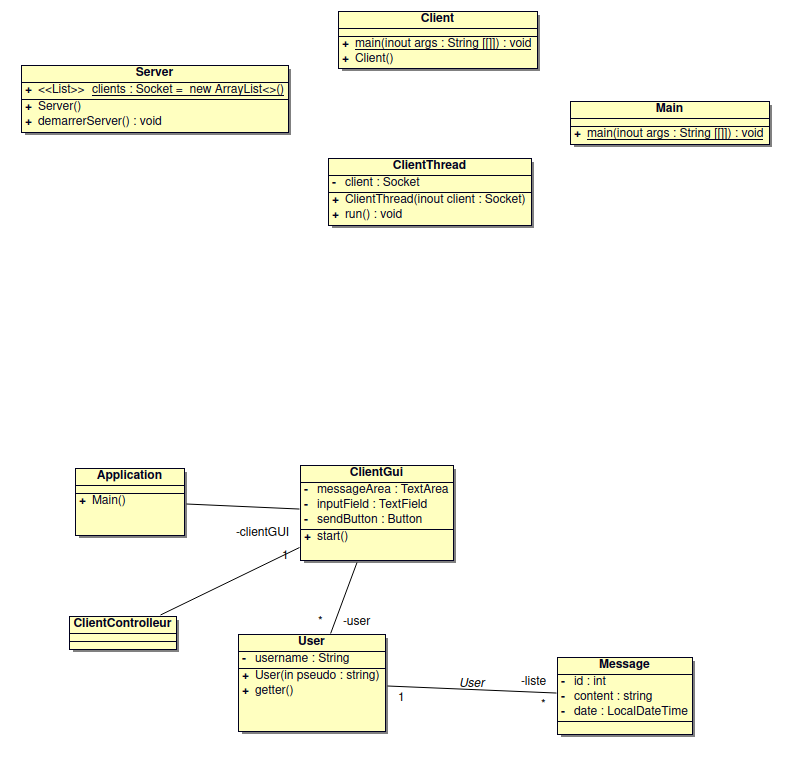 Client
+ main(inout args : String [[]]) : void
+ Client()
Server
+ <<List>> clients : Socket = new ArrayList<>()
+ Server()
+ demarrerServer() : void
Main
+ main(inout args : String [[]]) : void
ClientThread
- client : Socket
+ ClientThread(inout client : Socket)
+ run() : void
Application
+ Main()
ClientGui
- messageArea : TextArea
- inputField : TextField
- sendButton : Button
+ start()
-clientGUI
1
ClientControlleur
* -user
User
- username : String
+ User(in pseudo : string)
+ getter()
User
1
-liste
*
Message
- id : int
- content : string
- date : LocalDateTime